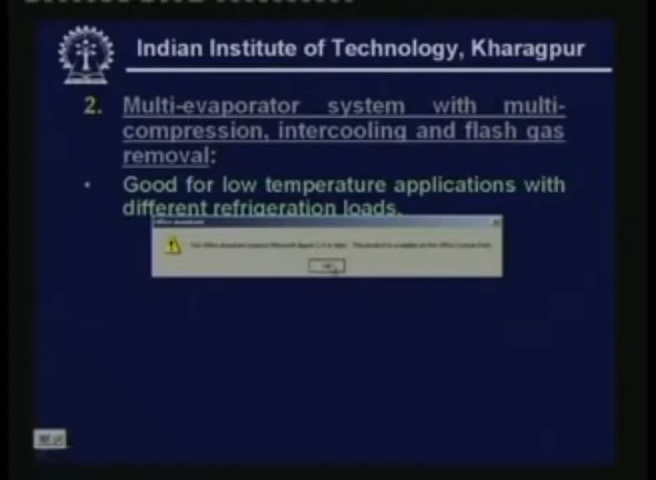 Indian Institute of Technology, Kharagpur
2. Multi-evaporator system with multi-
compression, intercooling and flash gas
removal:
· Good for low temperature applications with
different refrigeration loads.